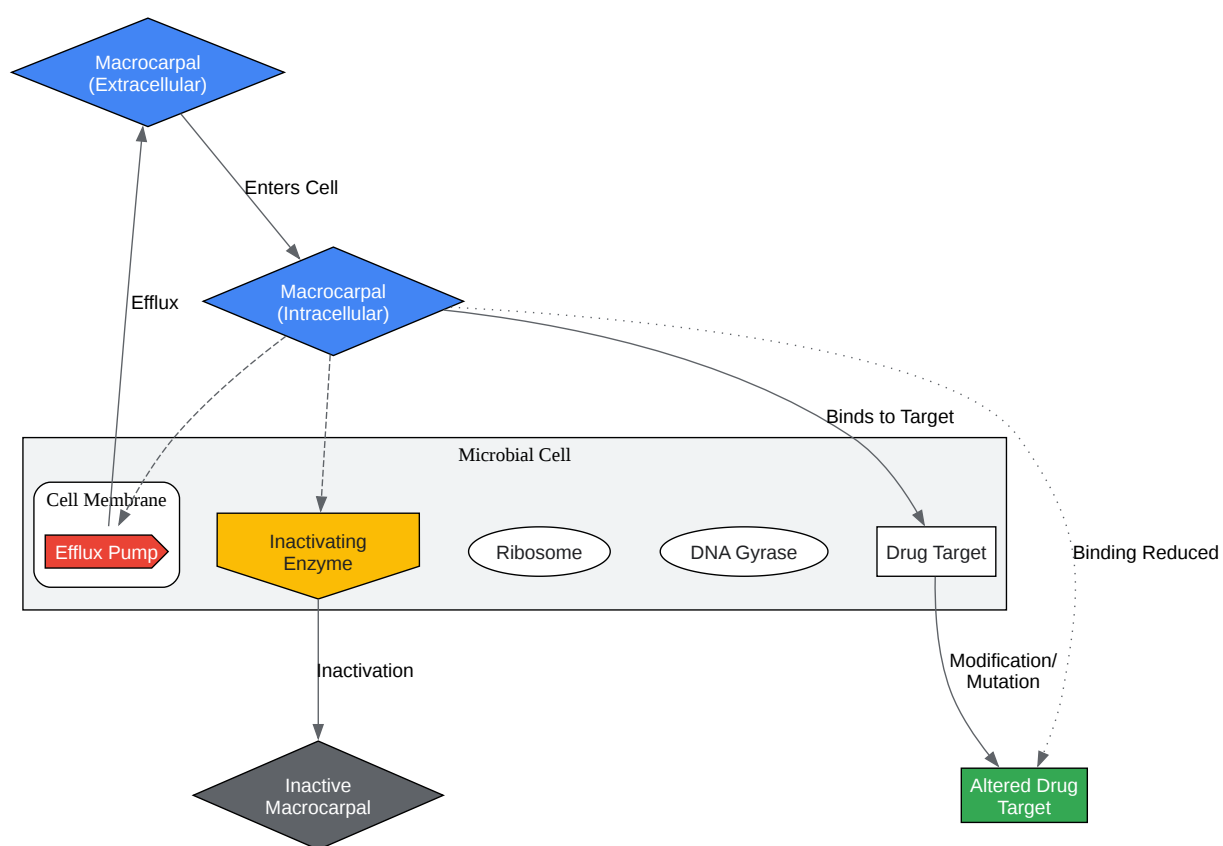 Macrocarpal
(Extracellular)
Enters Cell
Efflux
Macrocarpal
(Intracellular)
Binds to Target
Microbial Cell
Cell Membrane
Efflux Pump
Inactivating
Enzyme
Ribosome
DNA Gyrase
Drug Target
Binding Reduced
Inactivation
Modification/
Mutation
Inactive
Macrocarpal
Altered Drug
Target